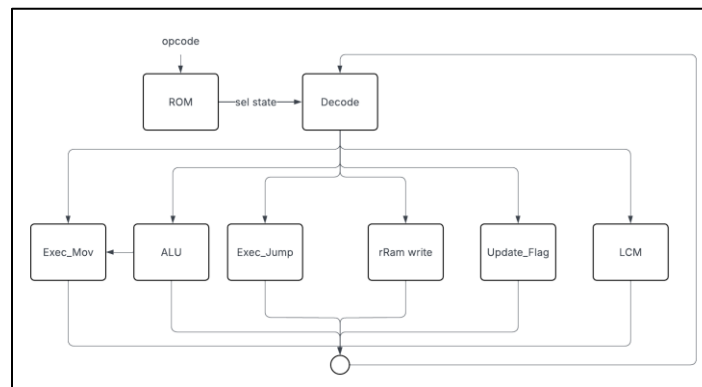 opcode
ROM
sel state
Decode
Exec_Mov
ALU
Exec_Jump
rRam write
Update_Flag
LCM